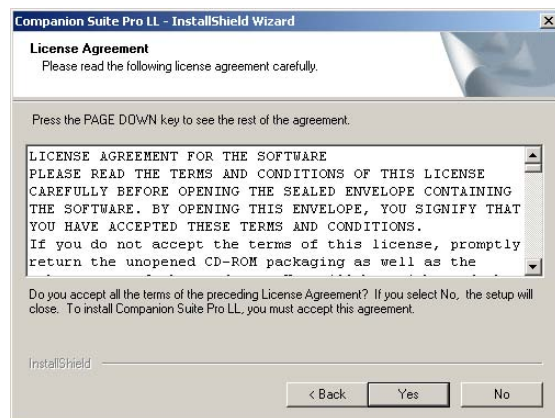 Companion Suite Pro LL - InstallShield Wizard
License Agreement
Please read the following license agreement carefully.
Press the PAGE DOWN key to see the rest of the agreement.
LICENSE AGREEMENT FOR THE SOFTWARE
PLEASE READ THE TERMS AND CONDITIONS OF THIS LICENSE
CAREFULLY BEFORE OPENING THE SEALED ENVELOPE CONTAINING
THE SOFTWARE. BY OPENING THIS ENVELOPE, YOU SIGNIFY THAT
YOU HAVE ACCEPTED THESE TERMS AND CONDITIONS.
If you do not accept the terms of this license, promptly
return the unopened CD-ROM packaging as well as the
Do you accept all the terms of the preceding License Agreement? If you select No, the setup will
close. To install Companion Suite Pro LL, you must accept this agreement.
InstallShield
< Back Yes No